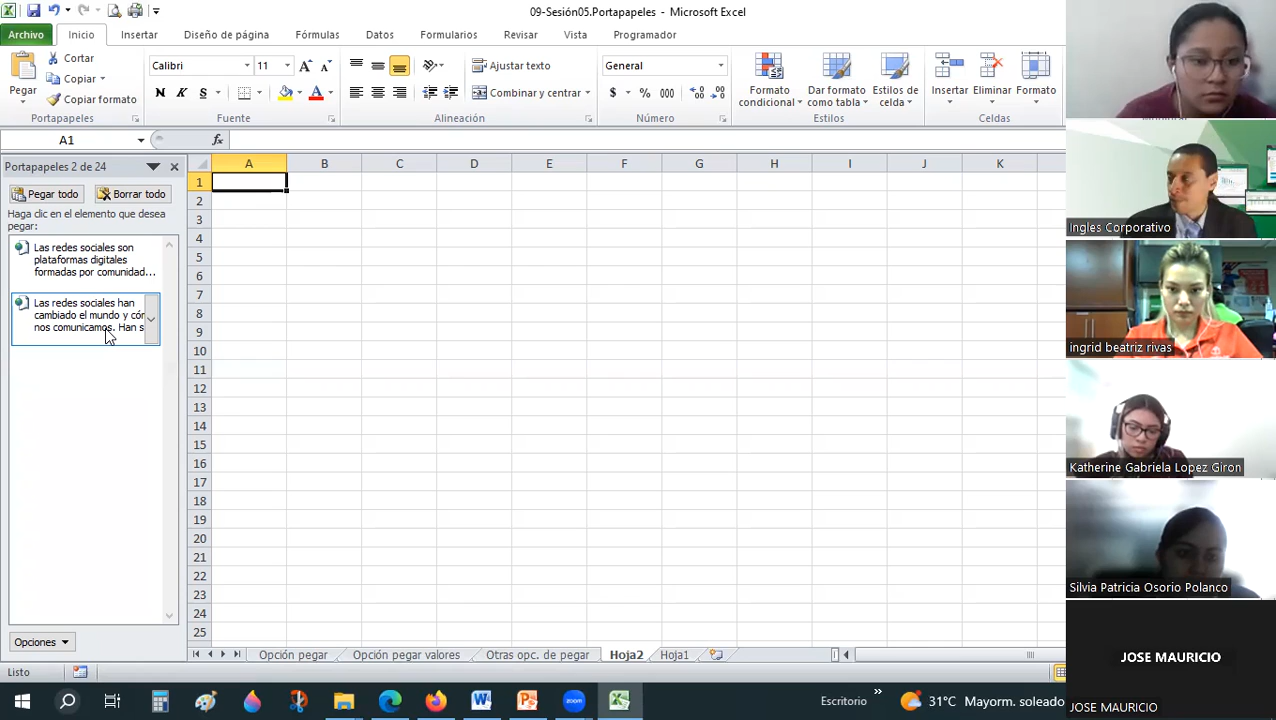 09-Sesión05.Portapapeles - Microsoft Excel
Archivo Inicio Insertar Diseño de página Fórmulas Datos Formularios Revisar Vista Programador
Pegar
Cortar
Copiar
Copiar formato
Portapapeles
Calibri 11
N K S
Fuente
Ajustar texto
Combinar y centrar
Alineación
General
$ % 000
Número
Formato condicional
Dar formato como tabla
Estilos de celda
Estilos
Insertar Eliminar Formato
Celdas
A1 fx
Portapapeles 2 de 24
Pegar todo Borrar todo
Haga clic en el elemento que desea
pegar:
Las redes sociales son
plataformas digitales
formadas por comunidad...
Las redes sociales han
cambiado el mundo y cór
nos comunicamos. Han s
Opciones
A B C D E F G H I J K
1
2
3
4
5
6
7
8
9
10
11
12
13
14
15
16
17
18
19
20
21
22
23
24
25
Opción pegar Opción pegar valores Otras opc. de pegar Hoja2 Hoja1
Listo
Escritorio » 31°C Mayorm. soleado
Ingles Corporativo
ingrid beatriz rivas
Katherine Gabriela Lopez Giron
Silvia Patricia Osorio Polanco
JOSE MAURICIO
JOSE MAURICIO